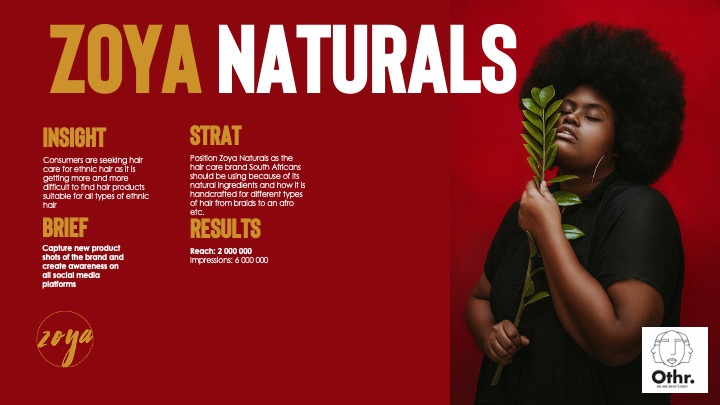 ZOYA NATURALS
INSIGHT
Consumers are seeking hair
care for ethnic hair as it is
getting more and more
difficult to find hair products
suitable for all types of ethnic
hair
BRIEF
Capture new product
shots of the brand and
create awareness on
all social media
platforms
STRAT
Position Zoya Naturals as the
hair care brand South Africans
should be using because of its
natural ingredients and how it is
handcrafted for different types
of hair from braids to an afro
etc.
RESULTS
Reach: 2 000 000
Impressions: 6 000 000
zoya
Othr.
WE ARE WHAT'S NEXT.